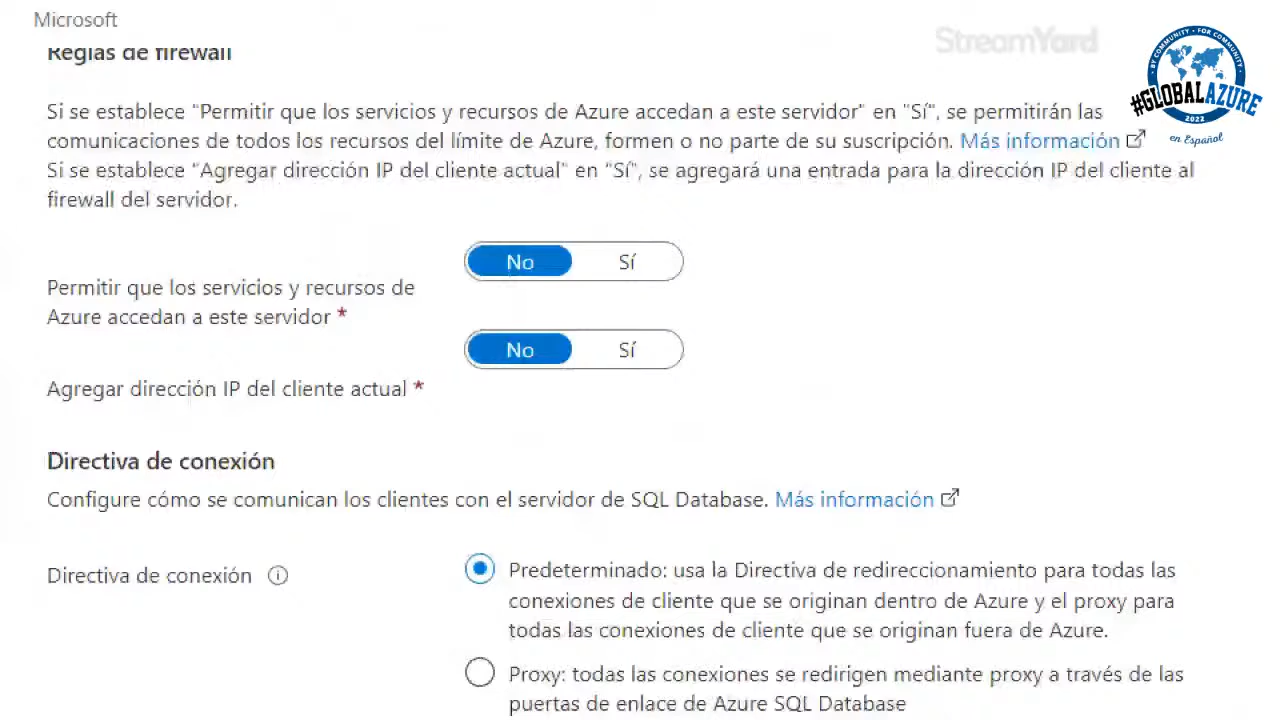 Microsoft
StreamYard
BY COMMUNITY • FOR COMMUNITY
#GLOBALAZURE
2022
en Español
Reglas de firewall
Si se establece "Permitir que los servicios y recursos de Azure accedan a este servidor" en "Sí", se permitirán las
comunicaciones de todos los recursos del límite de Azure, formen o no parte de su suscripción. Más información
Si se establece "Agregar dirección IP del cliente actual" en "Sí", se agregará una entrada para la dirección IP del cliente al
firewall del servidor.
No Sí
Permitir que los servicios y recursos de
Azure accedan a este servidor *
No Sí
Agregar dirección IP del cliente actual *
Directiva de conexión
Configure cómo se comunican los clientes con el servidor de SQL Database. Más información
Directiva de conexión
Predeterminado: usa la Directiva de redireccionamiento para todas las
conexiones de cliente que se originan dentro de Azure y el proxy para
todas las conexiones de cliente que se originan fuera de Azure.
Proxy: todas las conexiones se redirigen mediante proxy a través de las
puertas de enlace de Azure SQL Database